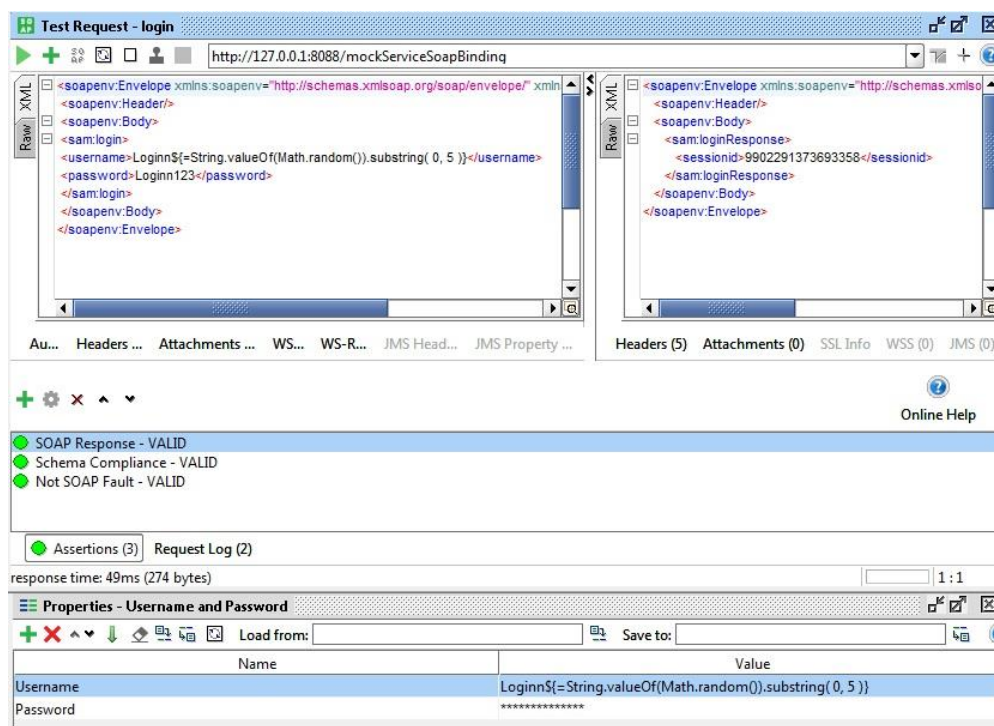 Test Request - login
http://127.0.0.1:8088/mockServiceSoapBinding
XML
Raw
<soapenv:Envelope xmlns:soapenv="http://schemas.xmlsoap.org/soap/envelope/" xmln
<soapenv:Header/>
<soapenv:Body>
<sam:login>
<username>Loginn${=String.valueOf(Math.random()).substring( 0, 5 )}</username>
<password>Loginn123</password>
</sam:login>
</soapenv:Body>
</soapenv:Envelope>
XML
Raw
<soapenv:Envelope xmlns:soapenv="http://schemas.xmlso
<soapenv:Header/>
<soapenv:Body>
<sam:loginResponse>
<sessionid>9902291373693358</sessionid>
</sam:loginResponse>
</soapenv:Body>
</soapenv:Envelope>
Au... Headers ... Attachments ... WS... WS-R... JMS Head... JMS Property ...
Headers (5) Attachments (0) SSL Info WSS (0) JMS (0)
Online Help
SOAP Response - VALID
Schema Compliance - VALID
Not SOAP Fault - VALID
Assertions (3) Request Log (2)
response time: 49ms (274 bytes) 1 : 1
Properties - Username and Password
Load from: Save to:
Name Value
Username Loginn${=String.valueOf(Math.random()).substring( 0, 5 )}
Password **************